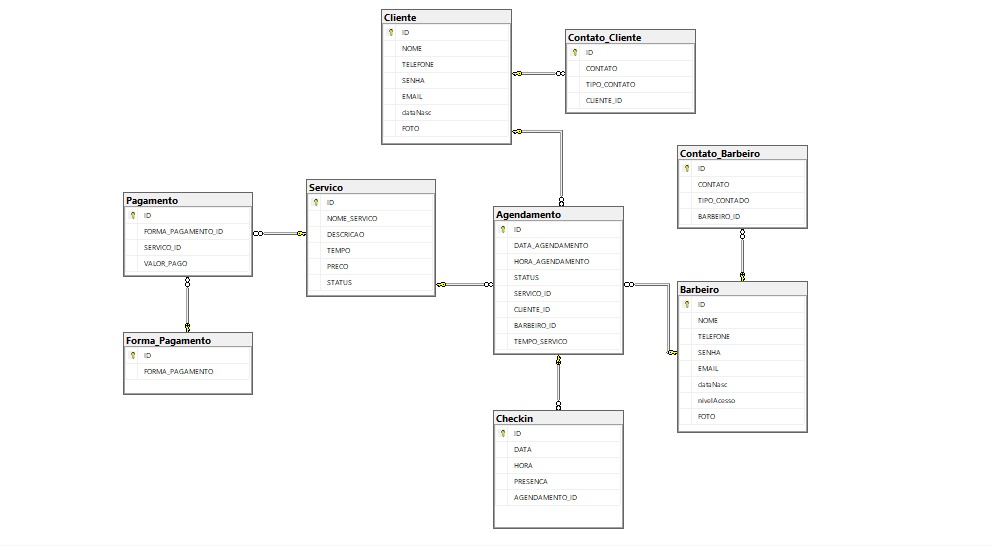 Cliente
ID
NOME
TELEFONE
SENHA
EMAIL
dataNasc
FOTO
Contato_Cliente
ID
CONTATO
TIPO_CONTATO
CLIENTE_ID
Contato_Barbeiro
ID
CONTATO
TIPO_CONTADO
BARBEIRO_ID
Servico
ID
NOME_SERVICO
DESCRICAO
TEMPO
PRECO
STATUS
Pagamento
ID
FORMA_PAGAMENTO_ID
SERVICO_ID
VALOR_PAGO
Agendamento
ID
DATA_AGENDAMENTO
HORA_AGENDAMENTO
STATUS
SERVICO_ID
CLIENTE_ID
BARBEIRO_ID
TEMPO_SERVICO
Barbeiro
ID
NOME
TELEFONE
SENHA
EMAIL
dataNasc
nivelAcesso
FOTO
Forma_Pagamento
ID
FORMA_PAGAMENTO
Checkin
ID
DATA
HORA
PRESENCA
AGENDAMENTO_ID